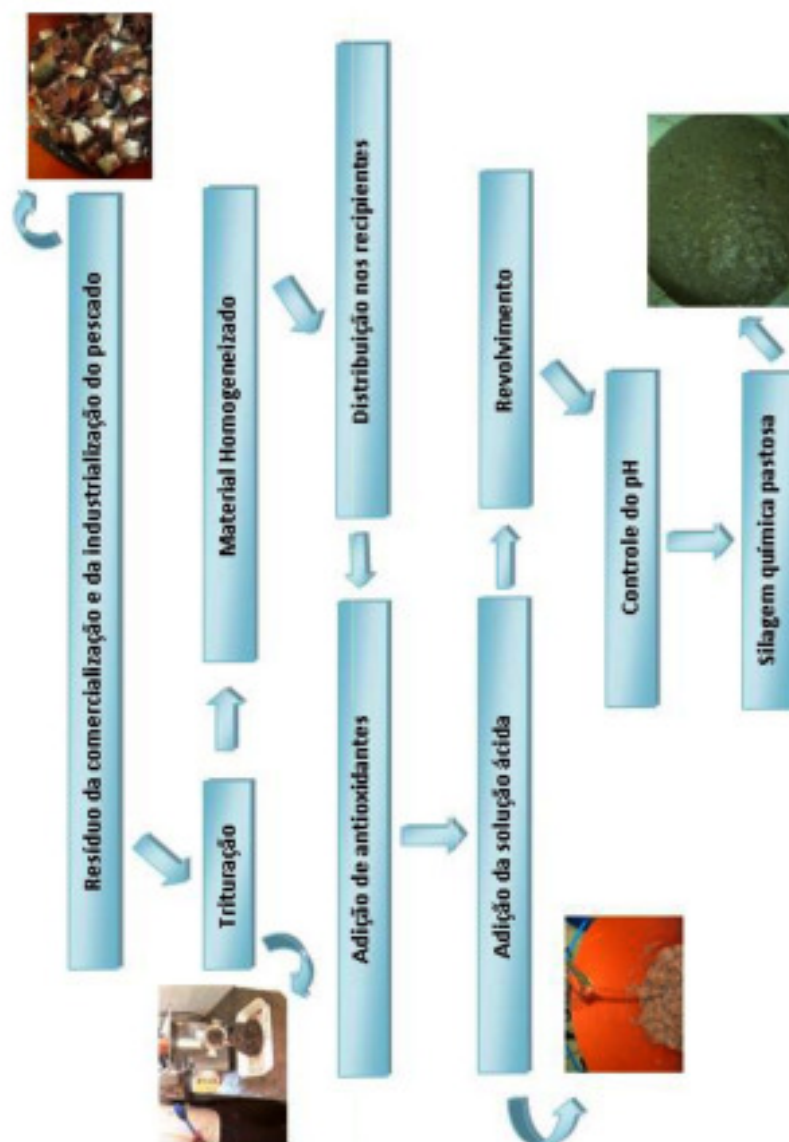 Resíduo da comercialização e da industrialização do pescado
Trituração
Material Homogeneizado
Distribuição nos recipientes
Adição de antioxidantes
Adição da solução ácida
Revolvimento
Controle do pH
Silagem química pastosa